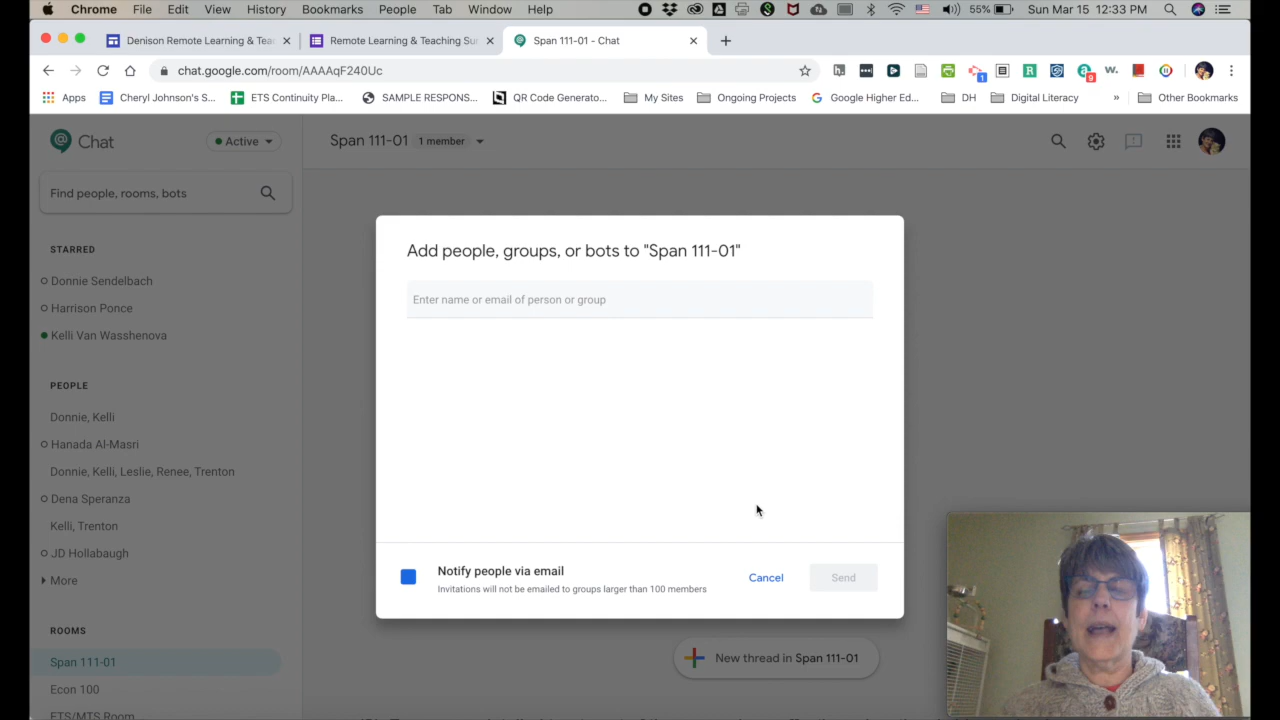 Chrome File Edit View History Bookmarks People Tab Window Help 55% Sun Mar 15 12:33 PM
Denison Remote Learning & Tea Remote Learning & Teaching Su Span 111-01 - Chat
chat.google.com/room/AAAAqF240Uc
Apps Cheryl Johnson's S... ETS Continuity Pla... SAMPLE RESPONS... QR Code Generato... My Sites Ongoing Projects Google Higher Ed... DH Digital Literacy » Other Bookmarks
Chat Active Span 111-01 1 member
Find people, rooms, bots
STARRED
Donnie Sendelbach
Harrison Ponce
Kelli Van Wasshenova
PEOPLE
Donnie, Kelli
Hanada Al-Masri
Donnie, Kelli, Leslie, Renee, Trenton
Dena Speranza
Kelli, Trenton
JD Hollabaugh
More
ROOMS
Span 111-01
Econ 100
ETS/MTS Room
Add people, groups, or bots to "Span 111-01"
Enter name or email of person or group
Notify people via email
Invitations will not be emailed to groups larger than 100 members
Cancel Send
New thread in Span 111-01